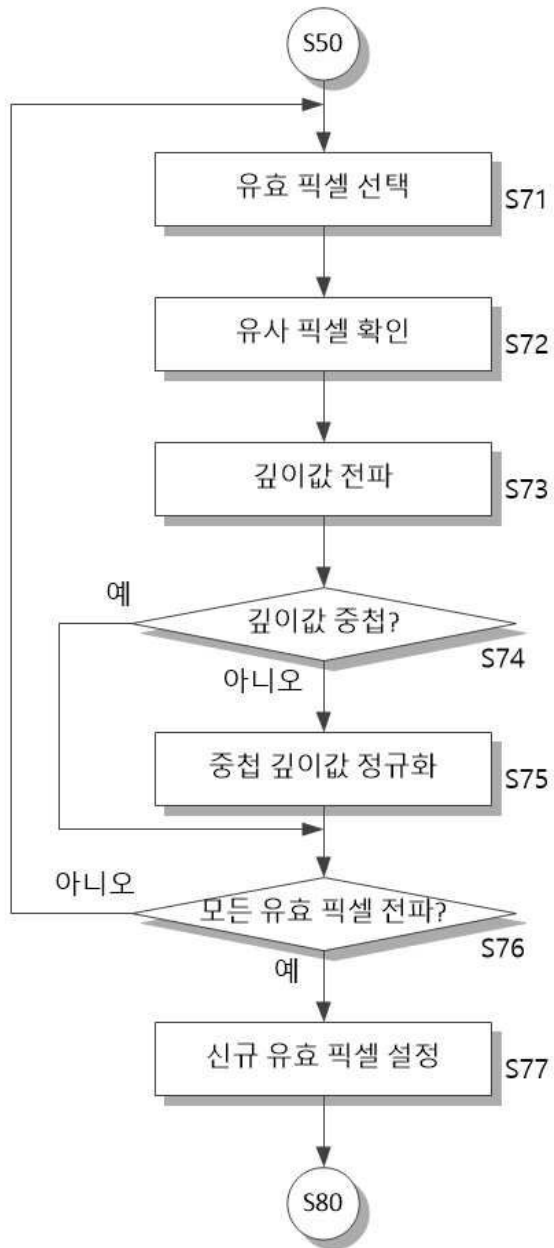 S50
유효 픽셀 선택
S71
유사 픽셀 확인
S72
깊이값 전파
S73
예
깊이값 중첩?
S74
아니오
중첩 깊이값 정규화
S75
아니오
모든 유효 픽셀 전파?
S76
예
신규 유효 픽셀 설정
S77
S80